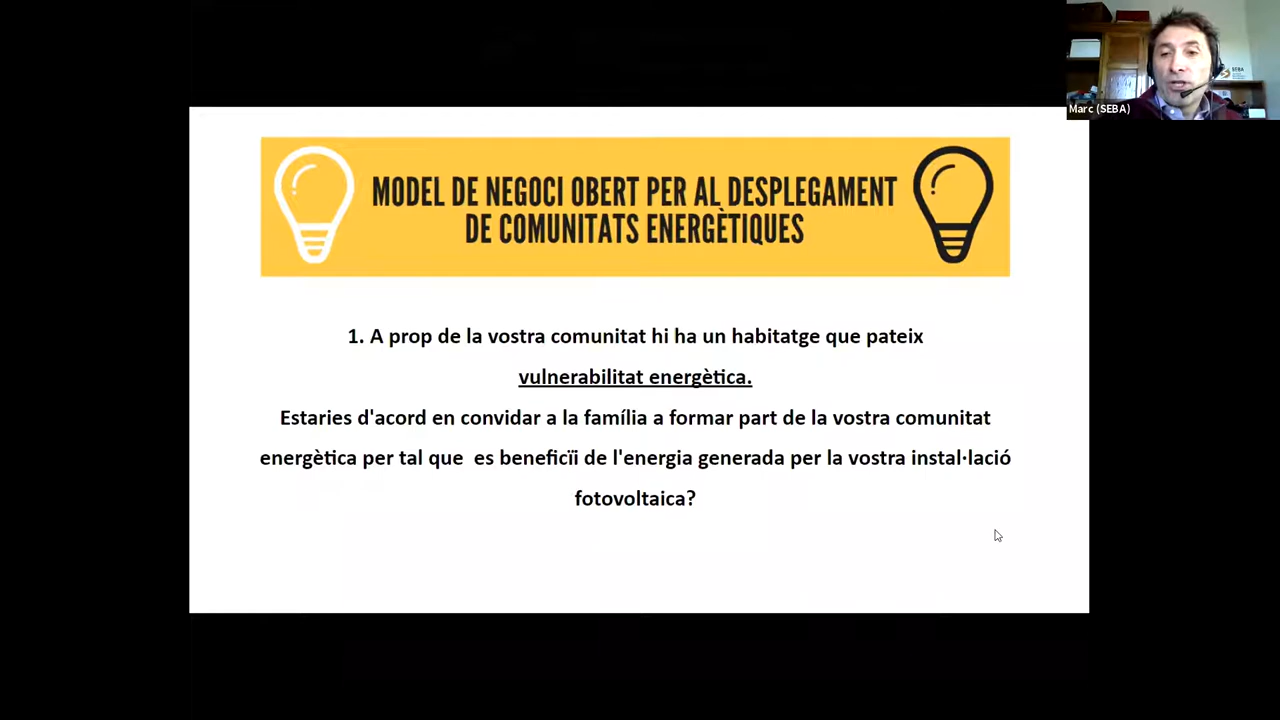 SEBA
Marc (SEBA)
MODEL DE NEGOCI OBERT PER AL DESPLEGAMENT
DE COMUNITATS ENERGÈTIQUES
1. A prop de la vostra comunitat hi ha un habitatge que pateix
vulnerabilitat energètica.
Estaries d'acord en convidar a la família a formar part de la vostra comunitat
energètica per tal que es beneficïi de l'energia generada per la vostra instal·lació
fotovoltaica?